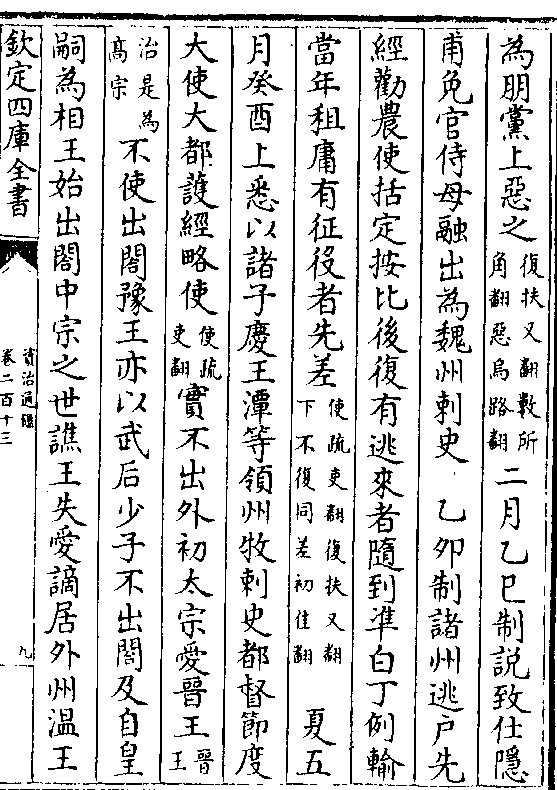 為朋黨上惡之復扶又翻數所角翻惡烏路翻二月乙巳制説致仕隱
甫免官侍母融出為魏州刺史　乙夘制諸州逃戶先
經勸農使括定按比後復有逃來者隨到凖白丁例輸
當年租庸有征役者先差使疏吏翻復扶又翻下不復同差初佳翻　夏五
月癸酉上悉以諸子慶王潭等領州牧刺史都督節度
大使大都護經略使使疏吏翻實不出外初太宗愛晉王晉王
治是為高宗不使出閤豫王亦以武后少子不出閤及自皇
嗣為相王始出閤中宗之世譙王失愛謫居外州温王
欽定四庫全書
資治通鑑
卷二百十三
九